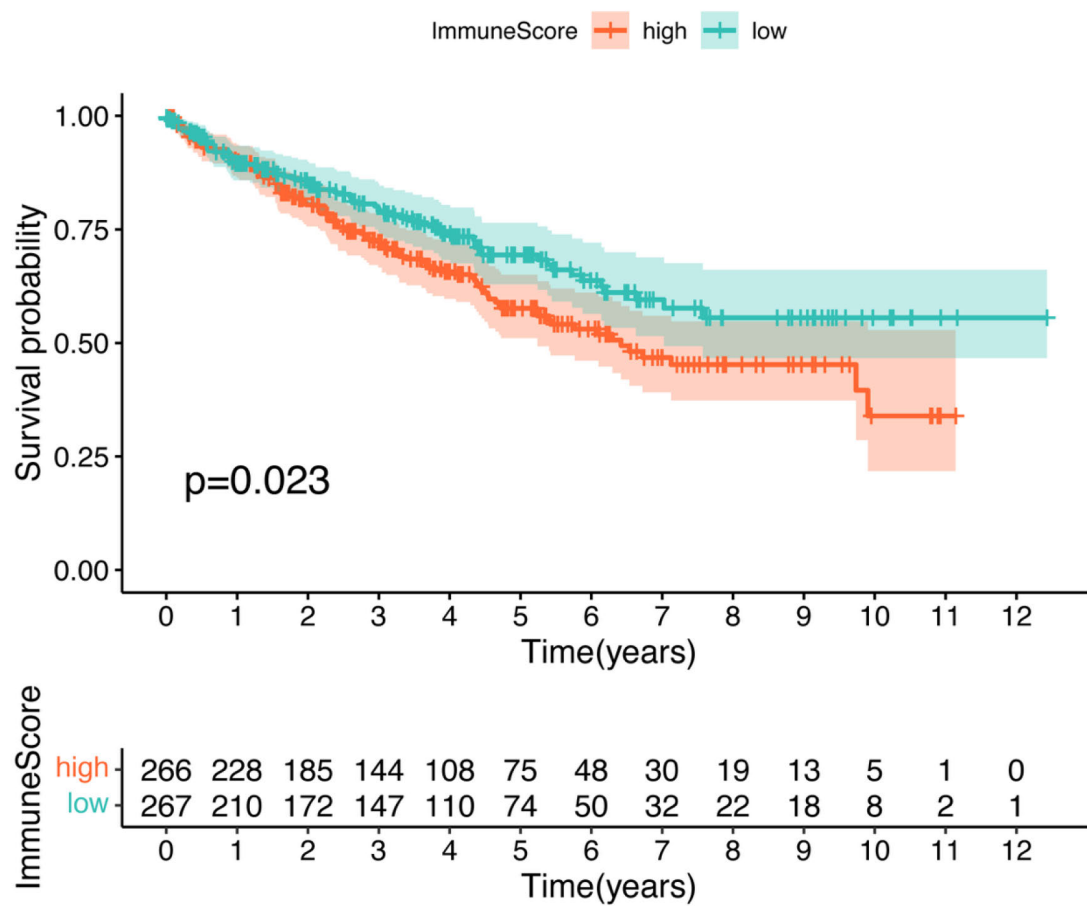 ImmuneScore high low
Survival probability
1.00
0.75
0.50
0.25
0.00
p=0.023
0 1 2 3 4 5 6 7 8 9 10 11 12
Time(years)
ImmuneScore
high 266 228 185 144 108 75 48 30 19 13 5 1 0
low 267 210 172 147 110 74 50 32 22 18 8 2 1
0 1 2 3 4 5 6 7 8 9 10 11 12
Time(years)